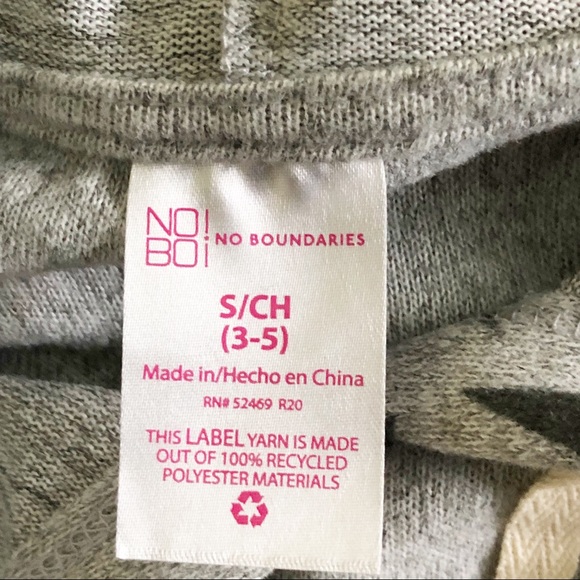 NO!
BO¡
NO BOUNDARIES
S/CH
(3-5)
Made in/Hecho en China
RN# 52469 R20
THIS LABEL YARN IS MADE
OUT OF 100% RECYCLED
POLYESTER MATERIALS